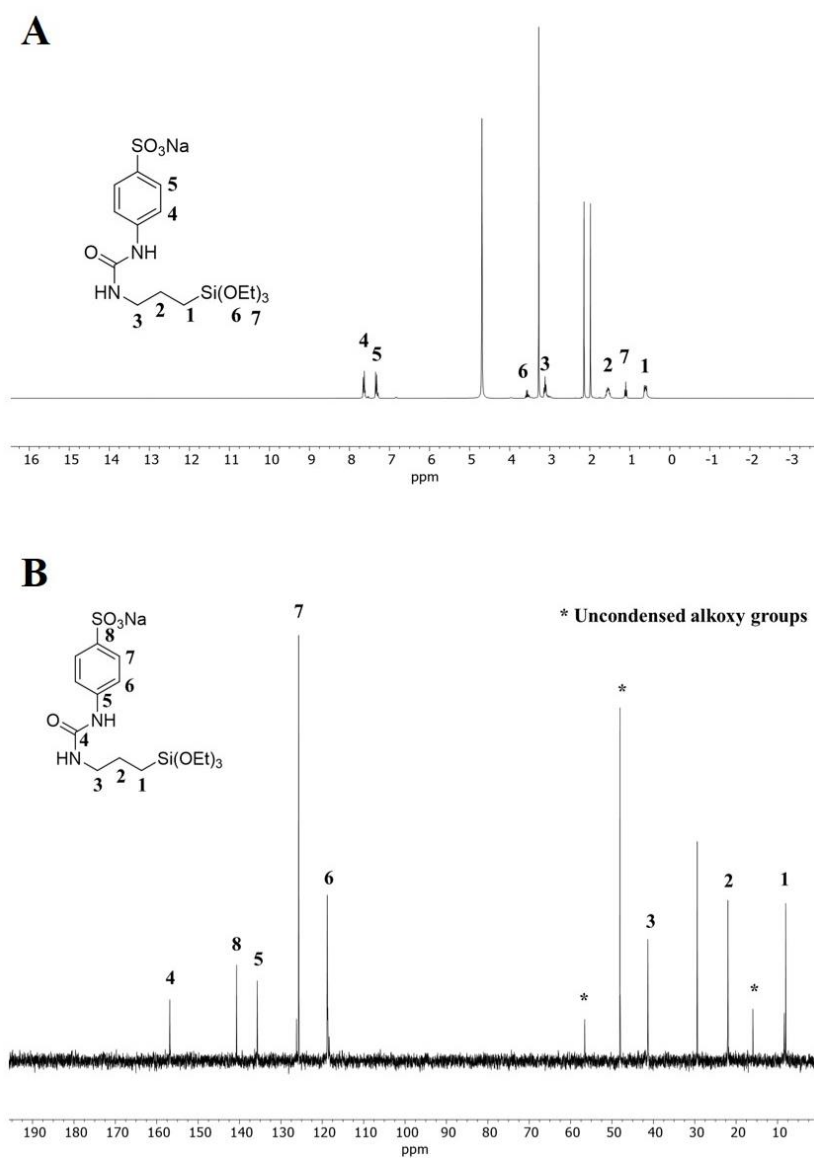 A
SO₃Na
5
4
O
NH
HN
Si(OEt)₃
3
2
1
6
7
4
5
6
3
2
7
1
16 15 14 13 12 11 10 9 8 7 6 5 4 3 2 1 0 -1 -2 -3
ppm
B
7
* Uncondensed alkoxy groups
SO₃Na
8
7
6
5
O
NH
4
HN
Si(OEt)₃
3
2
1
*
6
2
1
8
3
5
4
*
*
190 180 170 160 150 140 130 120 110 100 90 80 70 60 50 40 30 20 10
ppm